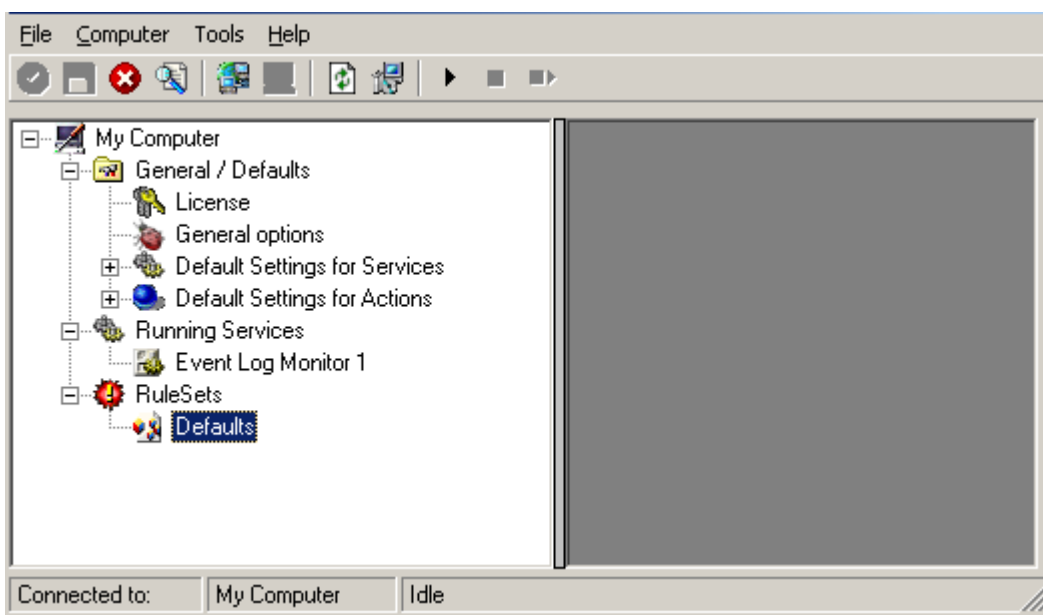 File Computer Tools Help
My Computer
General / Defaults
License
General options
Default Settings for Services
Default Settings for Actions
Running Services
Event Log Monitor 1
RuleSets
Defaults
Connected to: My Computer Idle